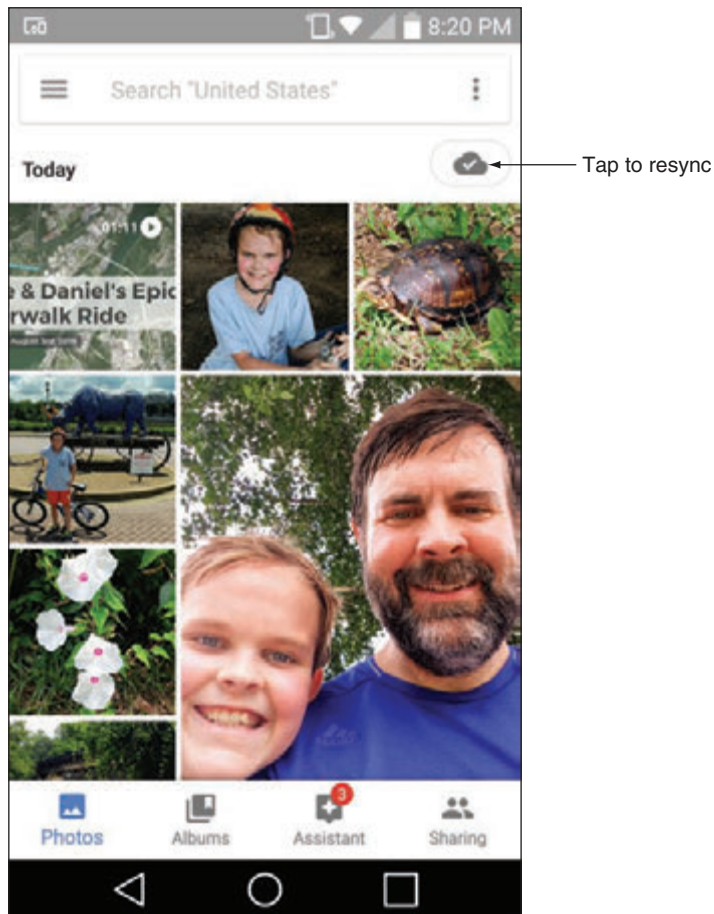 8:20 PM
Search "United States"
Today
Tap to resync
01:11
& Daniel's Epic
rwalk Ride
Photos
Albums
3
Assistant
Sharing